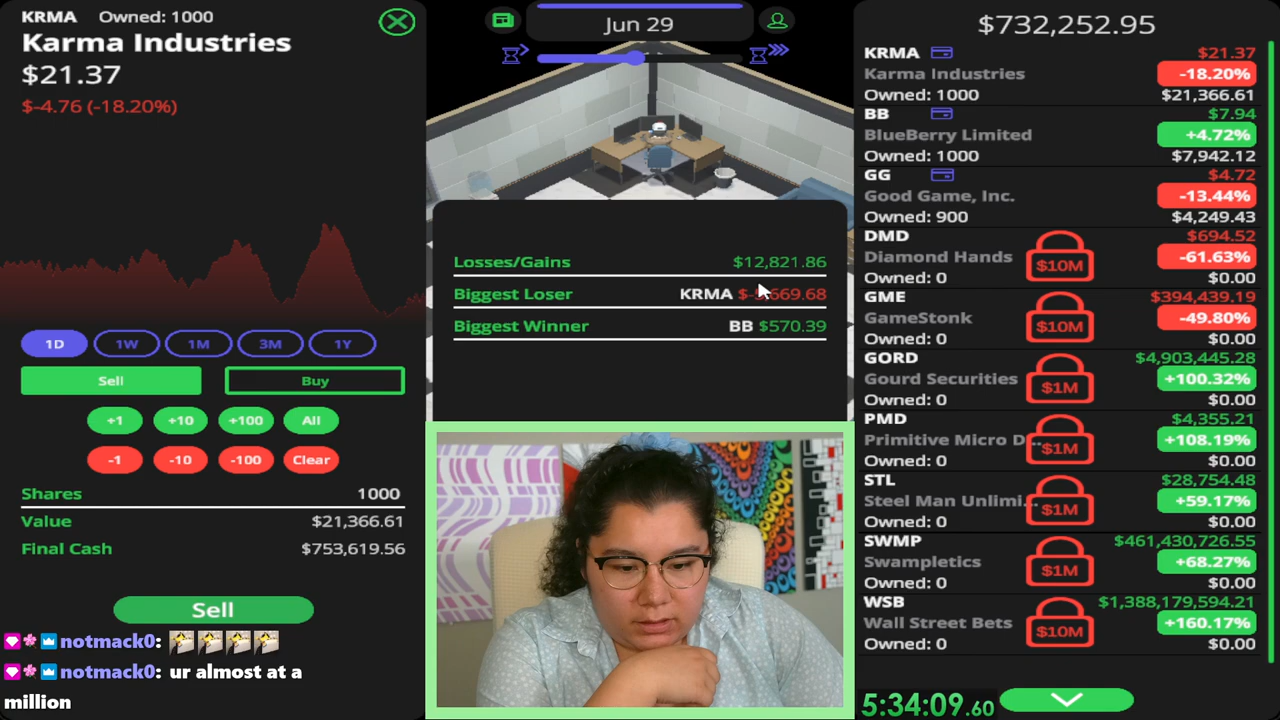 KRMA Owned: 1000
Karma Industries
$21.37
$-4.76 (-18.20%)
1D 1W 1M 3M 1Y
Sell Buy
+1 +10 +100 All
-1 -10 -100 Clear
Shares 1000
Value $21,366.61
Final Cash $753,619.56
Sell
notmack0:
notmack0: ur almost at a
million
Jun 29
Losses/Gains $12,821.86
Biggest Loser KRMA
Biggest Winner BB $570.39
$732,252.95
KRMA $21.37
Karma Industries -18.20%
Owned: 1000 $21,366.61
BB $7.94
BlueBerry Limited +4.72%
Owned: 1000 $7,942.12
GG $4.72
Good Game, Inc. -13.44%
Owned: 900 $4,249.43
DMD $694.52
Diamond Hands $10M -61.63%
Owned: 0 $0.00
GME $394,439.19
GameStonk $10M -49.80%
Owned: 0 $0.00
GORD $4,903,445.28
Gourd Securities $1M +100.32%
Owned: 0 $0.00
PMD $4,355.21
Primitive Micro D... $1M +108.19%
Owned: 0 $0.00
STL $28,754.48
Steel Man Unlimi... $1M +59.17%
Owned: 0 $0.00
SWMP $461,430,726.55
Swampletics $1M +68.27%
Owned: 0 $0.00
WSB $1,388,179,594.21
Wall Street Bets $10M +160.17%
Owned: 0 $0.00
5:34:09.60